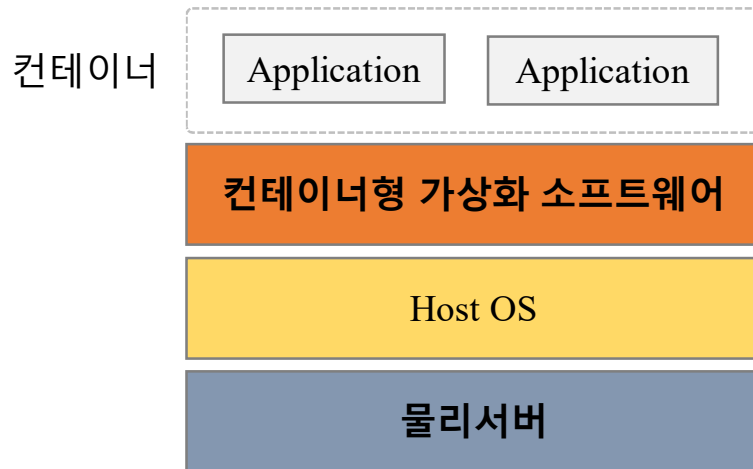 컨테이너
Application
Application
컨테이너형 가상화 소프트웨어
Host OS
물리서버